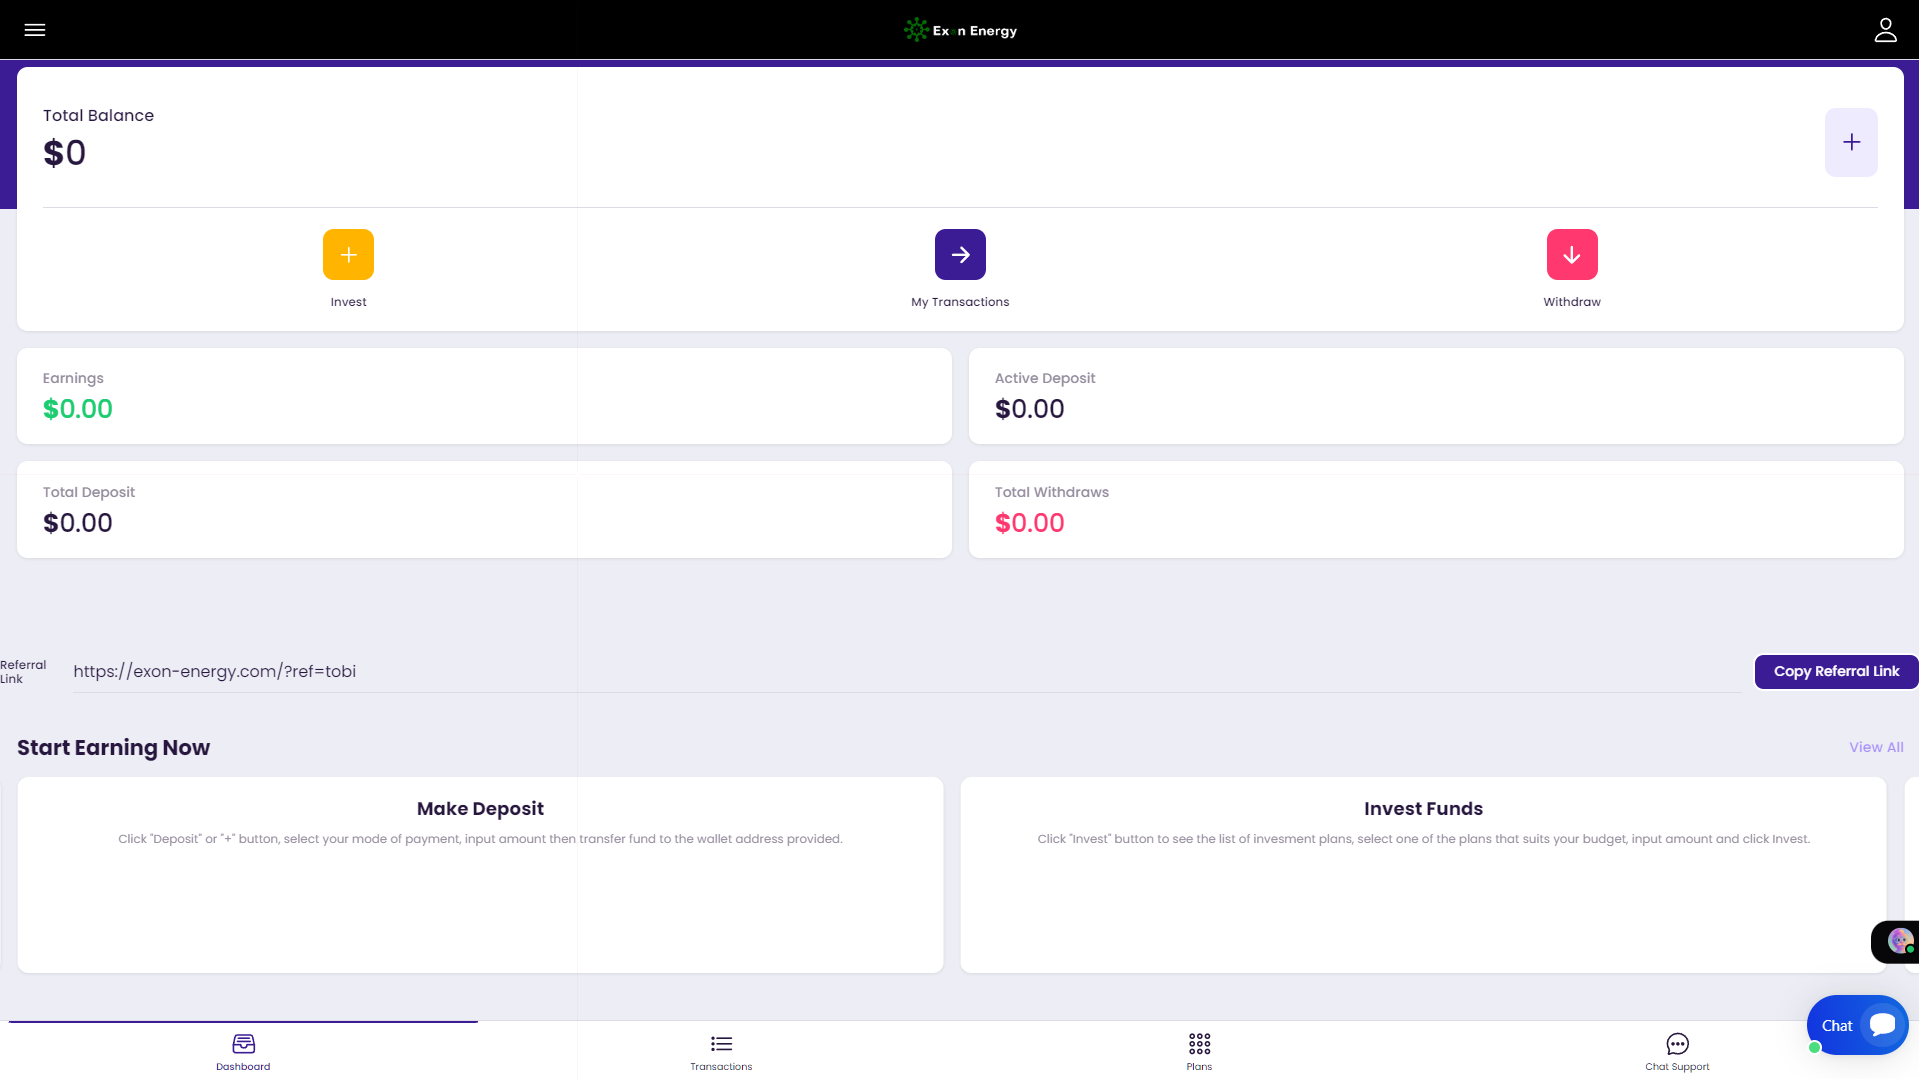 Exon Energy
Total Balance
$0
Invest
My Transactions
Withdraw
Earnings
$0.00
Active Deposit
$0.00
Total Deposit
$0.00
Total Withdraws
$0.00
Referral
Link
https://exon-energy.com/?ref=tobi
Copy Referral Link
Start Earning Now
View All
Make Deposit
Click "Deposit" or "+" button, select your mode of payment, input amount then transfer fund to the wallet address provided.
Invest Funds
Click "Invest" button to see the list of invesment plans, select one of the plans that suits your budget, input amount and click Invest.
Chat
Dashboard
Transactions
Plans
Chat Support